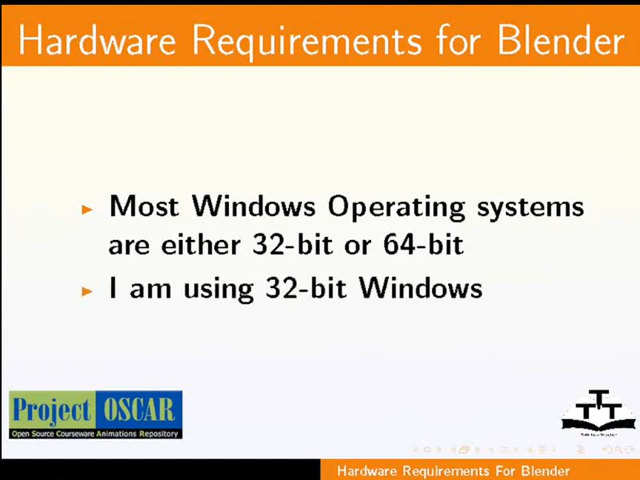 Hardware Requirements for Blender
Most Windows Operating systems
are either 32-bit or 64-bit
I am using 32-bit Windows
Project OSCAR
Open Source Courseware Animations Repository
Hardware Requirements For Blender